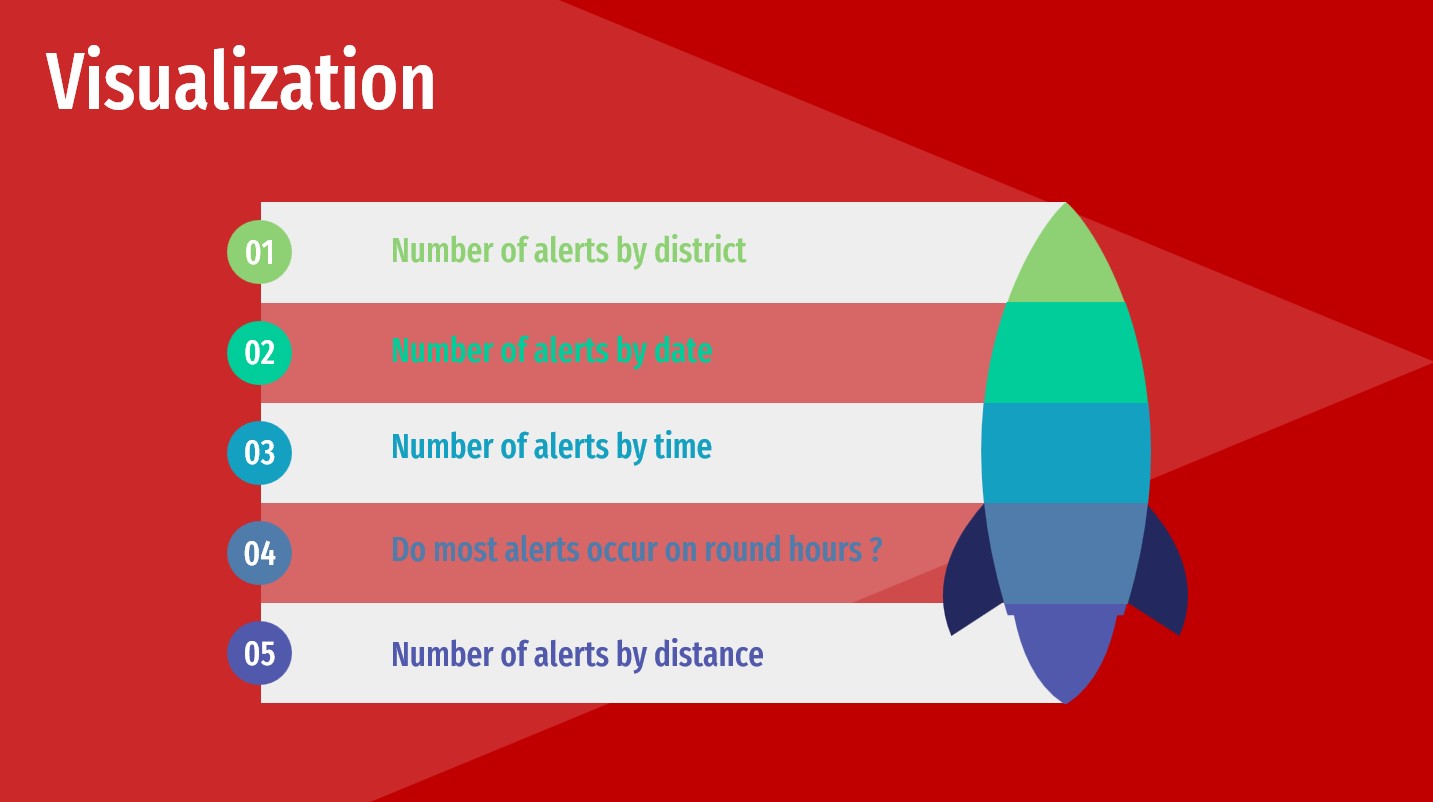 Visualization
01 Number of alerts by district
02 Number of alerts by date
03 Number of alerts by time
04 Do most alerts occur on round hours ?
05 Number of alerts by distance